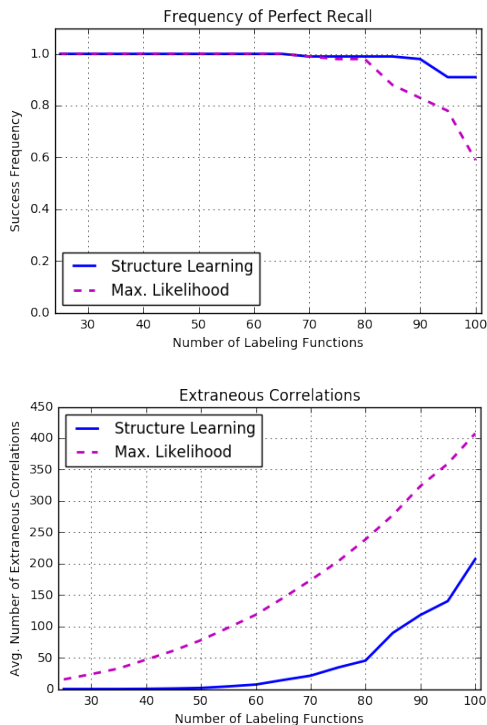 Frequency of Perfect Recall
1.0
0.8
0.6
0.4
0.2
0.0
Success Frequency
Structure Learning
Max. Likelihood
30 40 50 60 70 80 90 100
Number of Labeling Functions
Extraneous Correlations
450
400
350
300
250
200
150
100
50
0
Avg. Number of Extraneous Correlations
Structure Learning
Max. Likelihood
30 40 50 60 70 80 90 100
Number of Labeling Functions